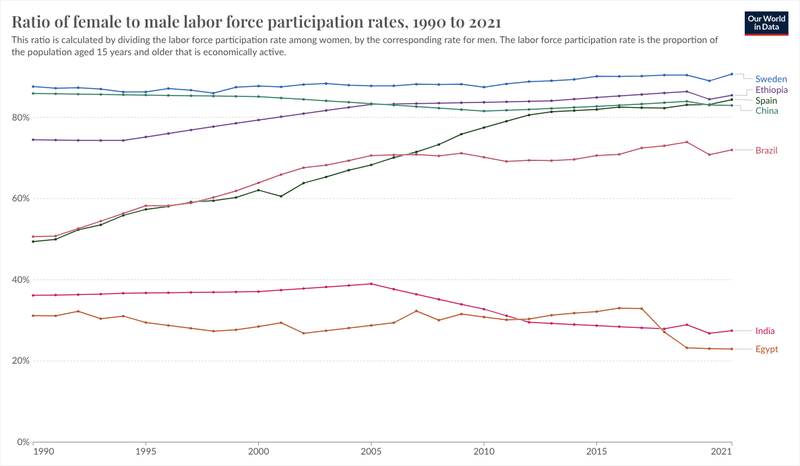 Ratio of female to male labor force participation rates, 1990 to 2021
Our World
in Data
This ratio is calculated by dividing the labor force participation rate among women, by the corresponding rate for men. The labor force participation rate is the proportion of
the population aged 15 years and older that is economically active.
80%
60%
40%
20%
0%
Sweden
Ethiopia
Spain
China
Brazil
India
Egypt
1990
1995
2000
2005
2010
2015
2021